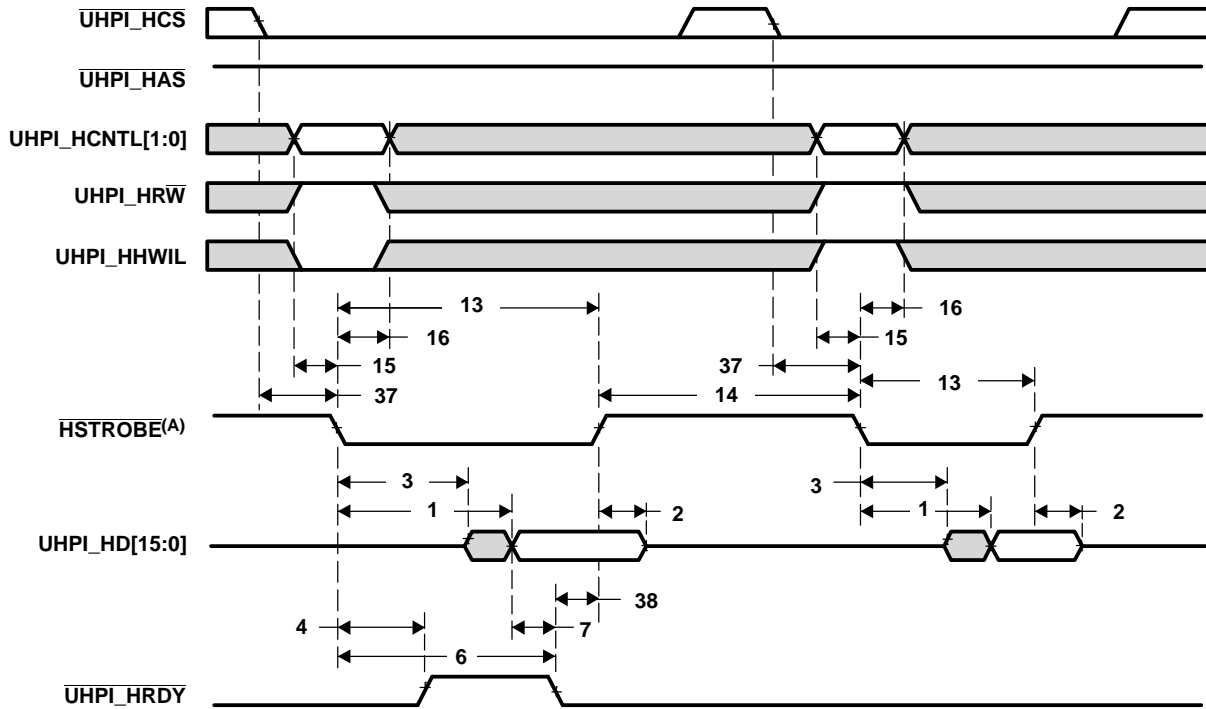 UHPI_HCS
UHPI_HAS
UHPI_HCNTL[1:0]
UHPI_HRW
UHPI_HHWIL
13
16
16
15
15
37
37
13
14
HSTROBE(A)
3
3
1
1
2
2
UHPI_HD[15:0]
38
4
7
6
UHPI_HRDY